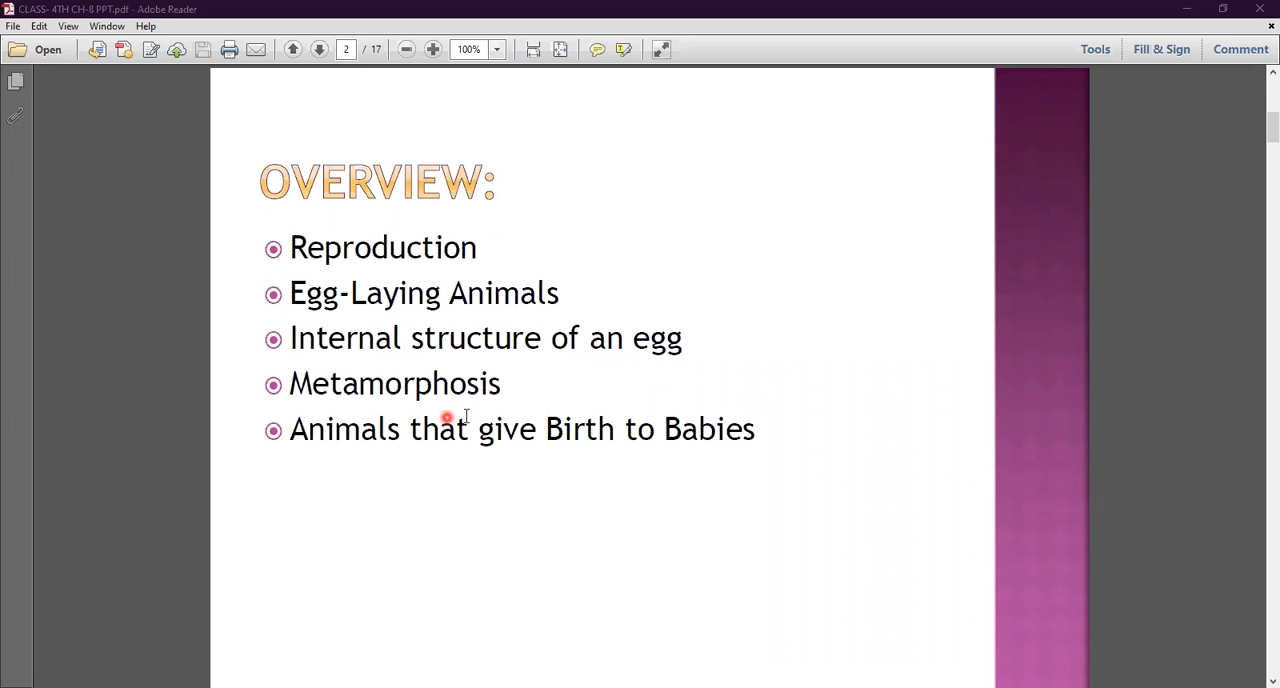 CLASS- 4TH CH-8 PPT.pdf - Adobe Reader
File Edit View Window Help
Open 2 / 17 100% Tools Fill & Sign Comment
OVERVIEW:
Reproduction
Egg-Laying Animals
Internal structure of an egg
Metamorphosis
Animals that give Birth to Babies